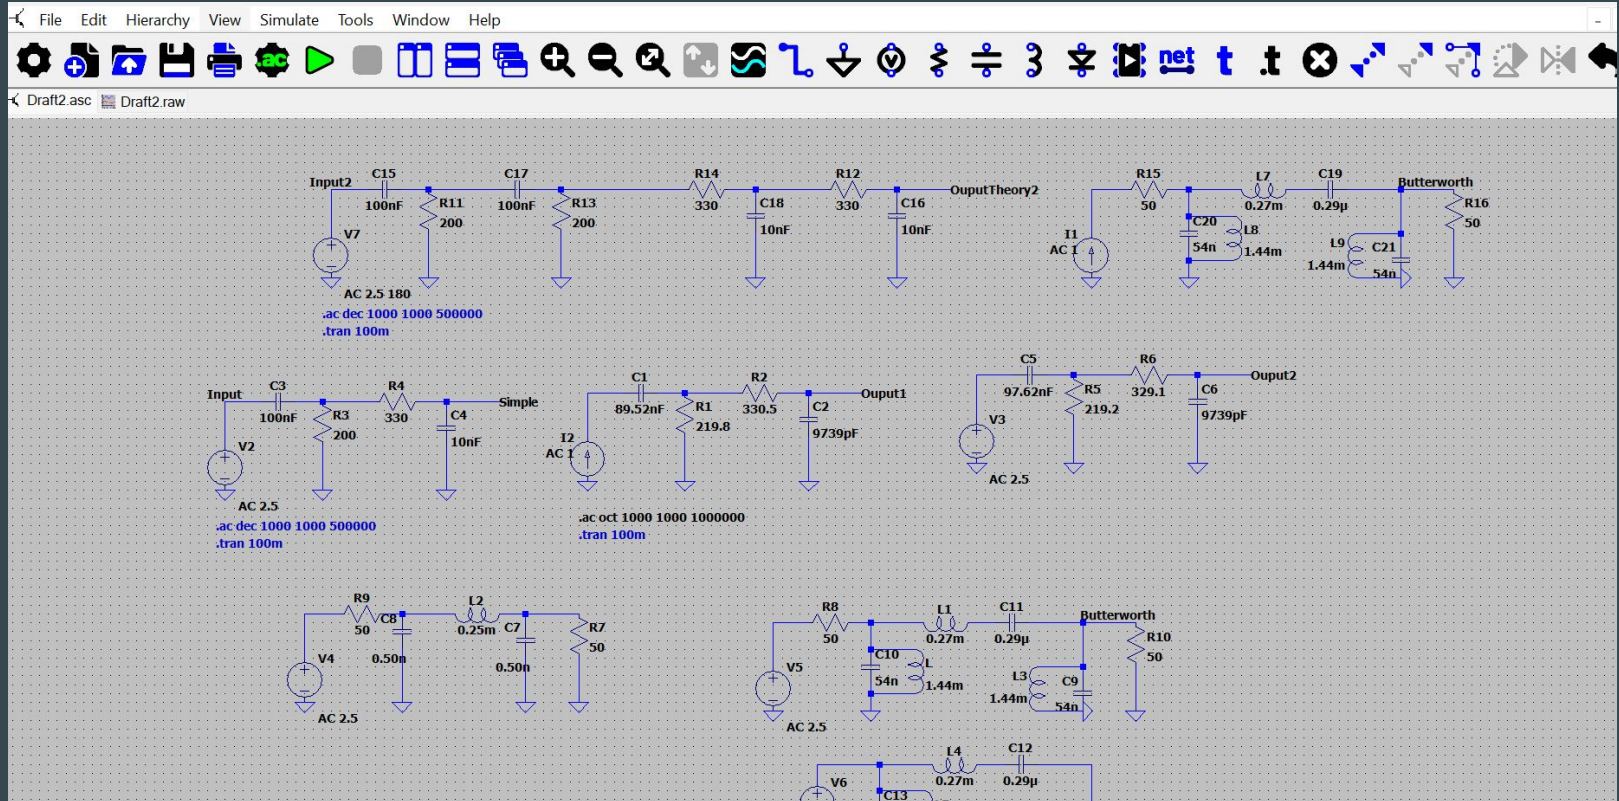 File Edit Hierarchy View Simulate Tools Window Help
.ac net t .t
Draft2.asc Draft2.raw
Input2 C15 C17 R14 R12 OuputTheory2
100nF R11 100nF R13 330 C18 330 C16
200 200 10nF 10nF
V7
AC 2.5 180
.ac dec 1000 1000 500000
.tran 100m
R15 L7 C19 Butterworth
50 0.27m 0.29µ R16
C20 L8 50
I1 54n 1.44m L9 C21
AC 1 1.44m 54n
Input C3 R4 Simple
100nF R3 330 C4
200 10nF
V2
AC 2.5
.ac dec 1000 1000 500000
.tran 100m
C1 R2 Ouput1
89.52nF R1 330.5 C2
219.8 9739pF
I2
AC 1
.ac oct 1000 1000 1000000
.tran 100m
C5 R6 Ouput2
97.62nF R5 329.1 C6
219.2 9739pF
V3
AC 2.5
R9 C8 L2 C7 R7
50 0.25m 50
V4 0.50n 0.50n
AC 2.5
R8 L1 C11 Butterworth
50 0.27m 0.29µ R10
C10 L 50
V5 54n 1.44m L3 C9
1.44m 54n
AC 2.5
L4 C12
V6 0.27m 0.29µ
C13